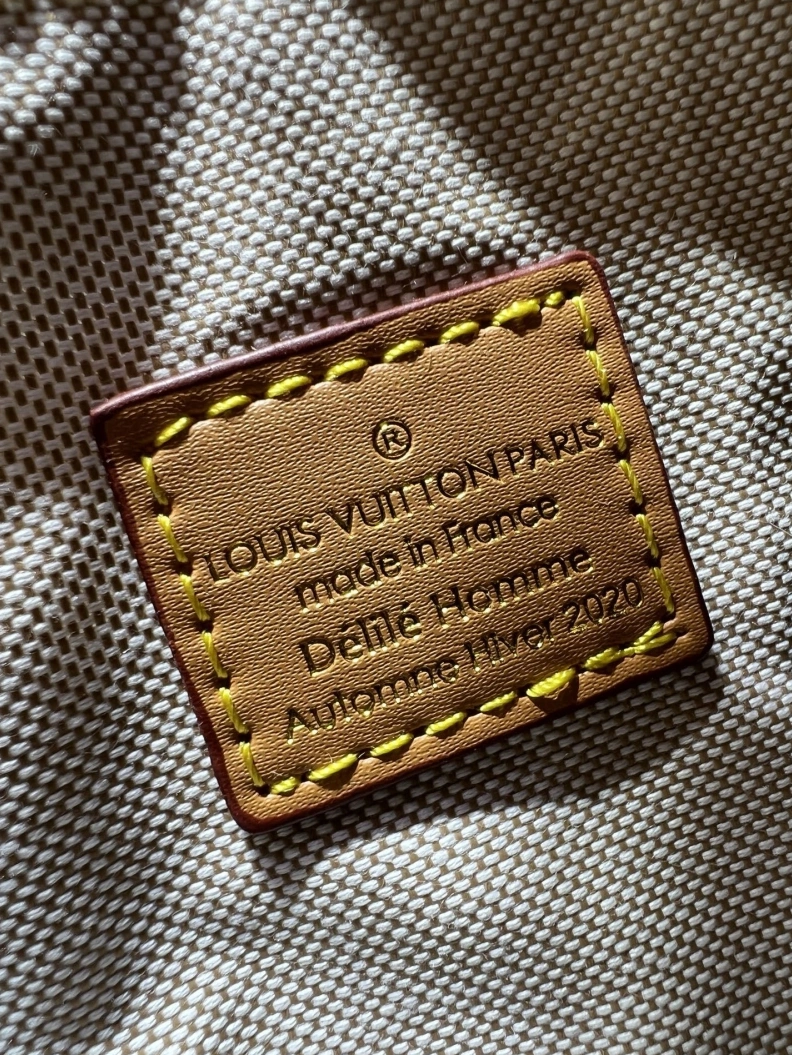 ®
LOUIS VUITTON PARIS
made in France
Défilé Homme
Automne Hiver 2020